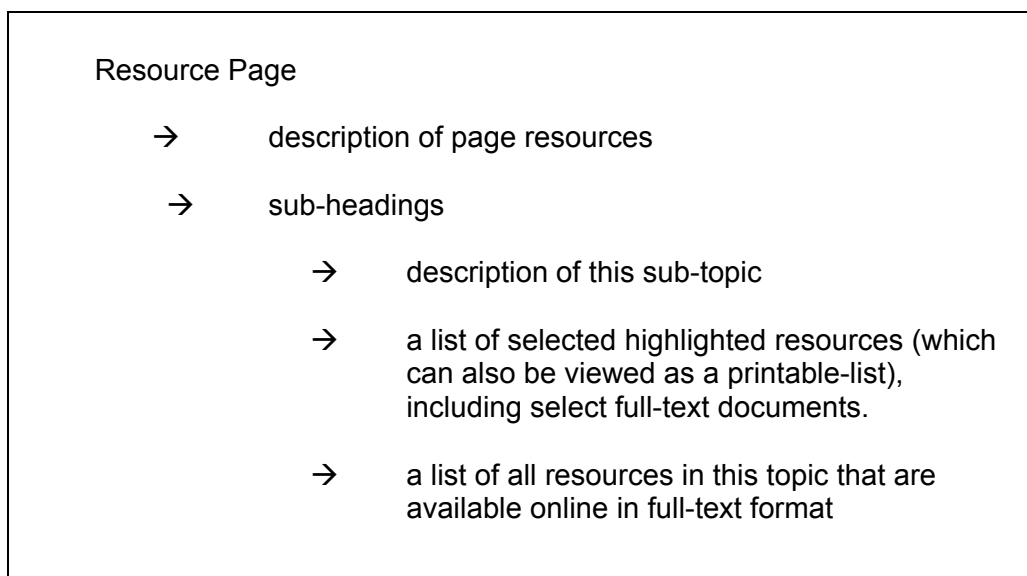 Resource Page
→ description of page resources
→ sub-headings
→ description of this sub-topic
→ a list of selected highlighted resources (which
can also be viewed as a printable-list),
including select full-text documents.
→ a list of all resources in this topic that are
available online in full-text format